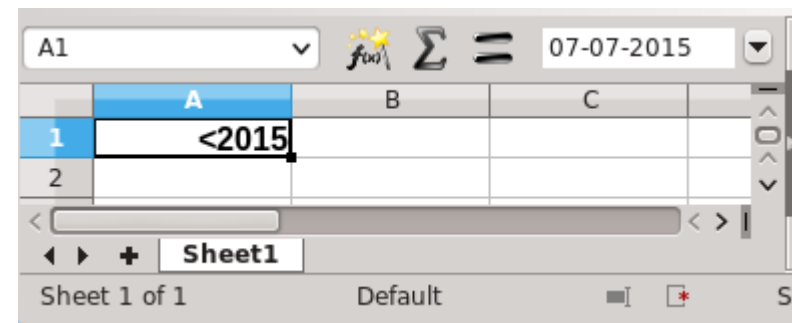 A1 f(x) Σ = 07-07-2015
A B C
1 <2015
2
+ Sheet1
Sheet 1 of 1 Default S